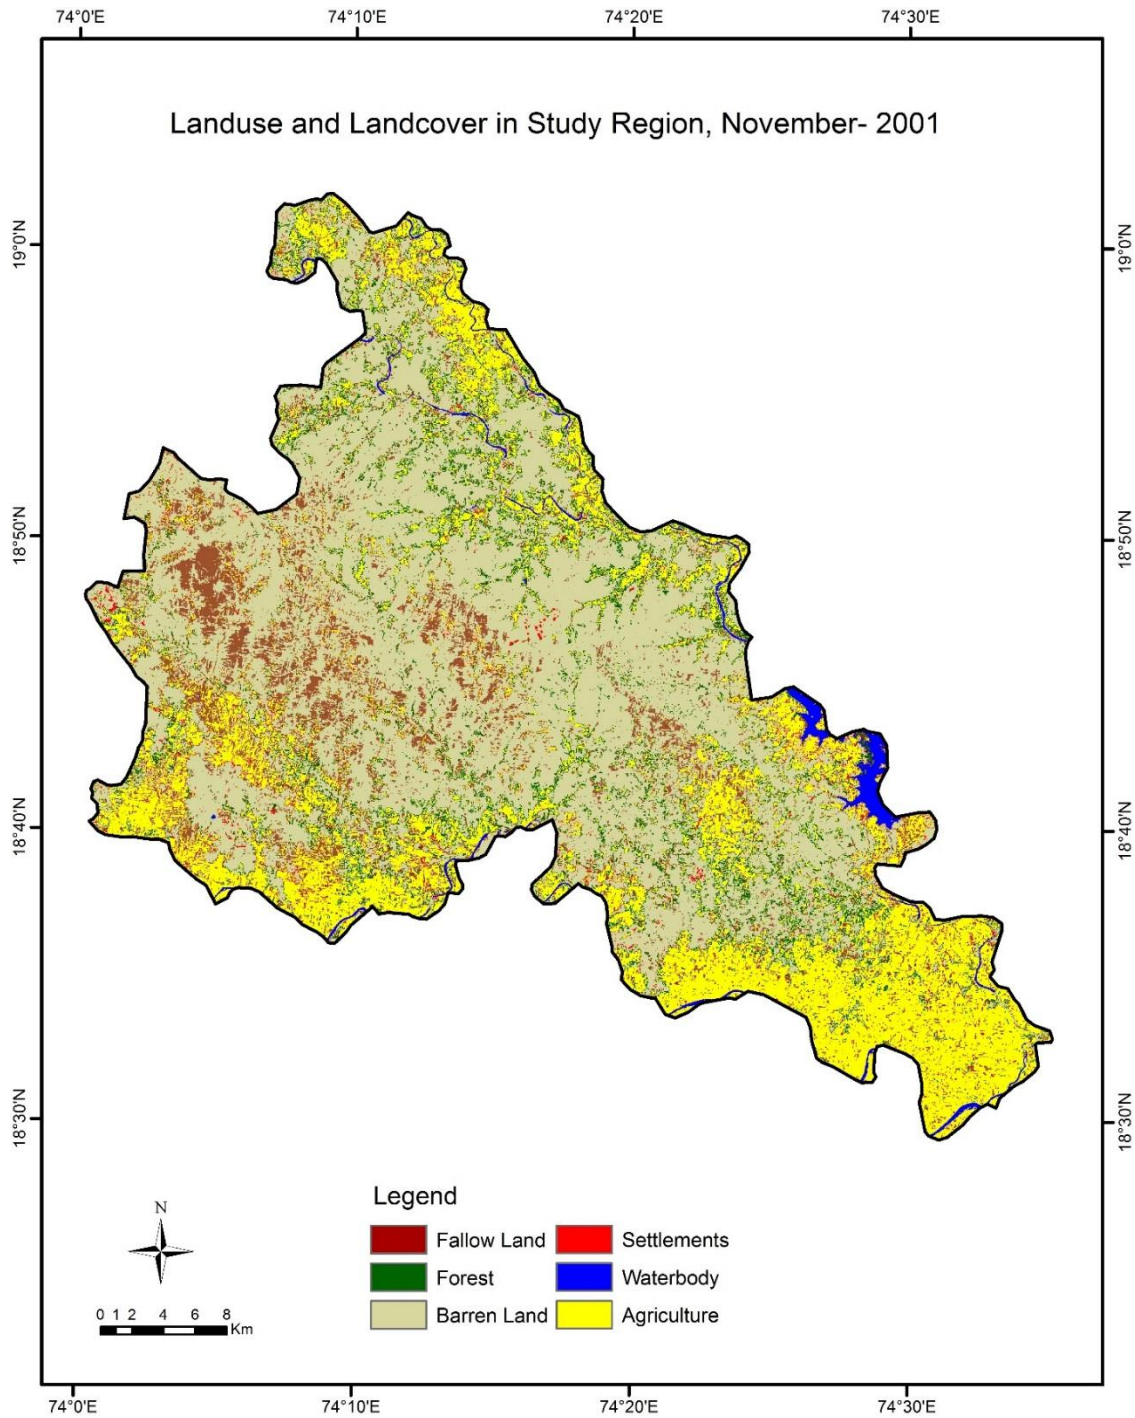 74°0'E 74°10'E 74°20'E 74°30'E
Landuse and Landcover in Study Region, November- 2001
19°0'N 19°0'N
18°50'N 18°50'N
18°40'N 18°40'N
18°30'N 18°30'N
Legend
N
Fallow Land Settlements
Forest Waterbody
Barren Land Agriculture
0 1 2 4 6 8
Km
74°0'E 74°10'E 74°20'E 74°30'E